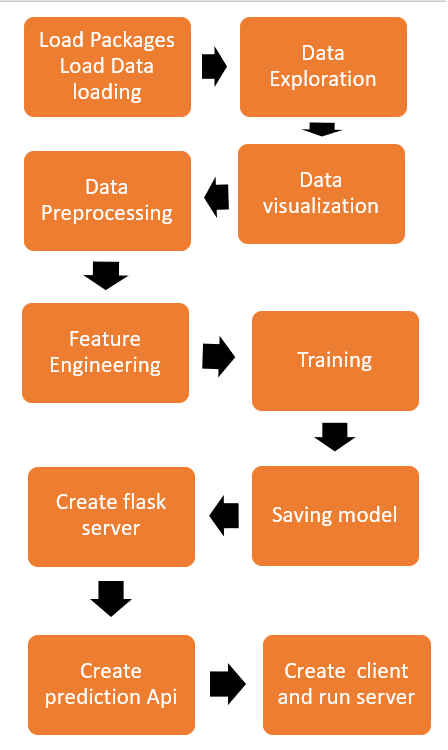 Load Packages
Load Data
loading
Data
Exploration
Data
visualization
Data
Preprocessing
Feature
Engineering
Training
Saving model
Create flask
server
Create
prediction Api
Create  client
and run server